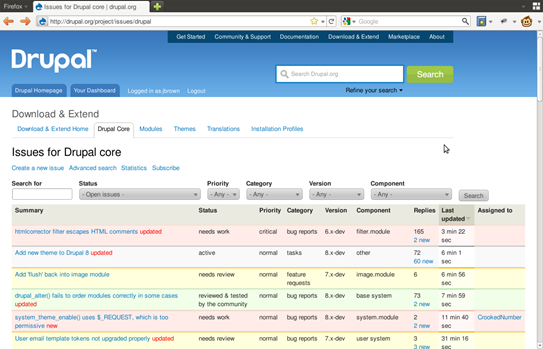 Firefox
Issues for Drupal core | drupal.org
http://drupal.org/project/issues/drupal
Google
Get Started Community & Support Documentation Download & Extend Marketplace About
Drupal™
Search Drupal.org Search
Refine your search
Drupal Homepage Your Dashboard Logged in as jbrown Logout
Download & Extend
Download & Extend Home Drupal Core Modules Themes Translations Installation Profiles
Issues for Drupal core
Create a new issue Advanced search Statistics Subscribe
Search for Status Priority Category Version Component
- Open issues - - Any - - Any - - Any - - Any - Search
Summary Status Priority Category Version Component Replies Last updated Assigned to
htmlcorrector filter escapes HTML comments updated needs work critical bug reports 6.x-dev filter.module 165 3 min 22
2 new sec
Add new theme to Drupal 8 updated active normal tasks 8.x-dev other 72 6 min 1
60 new sec
Add 'flush' back into image module needs review normal feature 7.x-dev image.module 6 6 min 56
requests sec
drupal_alter() fails to order modules correctly in some cases reviewed & tested normal bug reports 8.x-dev base system 73 7 min 59
updated by the community 2 new sec
system_theme_enable() uses $_REQUEST, which is too needs work normal bug reports 8.x-dev system.module 2 11 min 40 CrookedNumber
permissive new 2 new sec
User email template tokens not upgraded properly updated needs review normal bug reports 7.x-dev user system 3 31 min 16
3 new sec